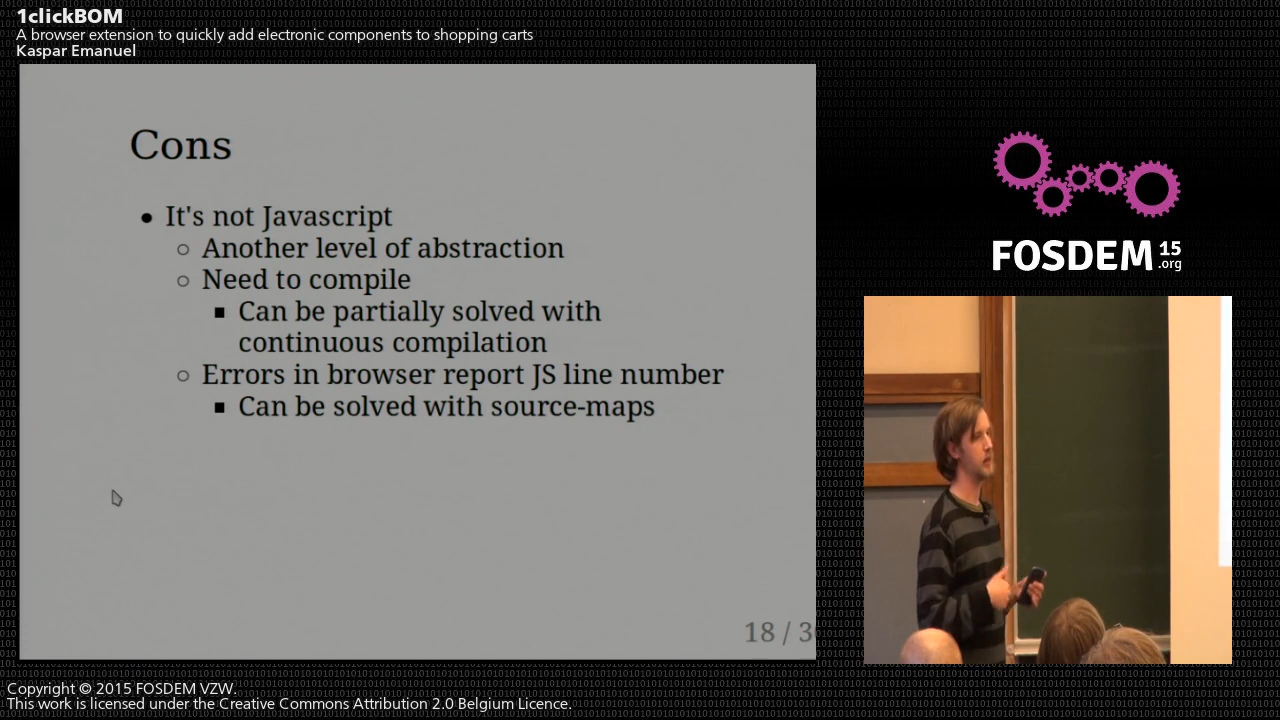 1clickBOM
A browser extension to quickly add electronic components to shopping carts
Kaspar Emanuel
Cons
It's not Javascript
Another level of abstraction
Need to compile
Can be partially solved with
continuous compilation
Errors in browser report JS line number
Can be solved with source-maps
18 / 3
FOSDEM 15
.org
Copyright © 2015 FOSDEM VZW.
This work is licensed under the Creative Commons Attribution 2.0 Belgium Licence.